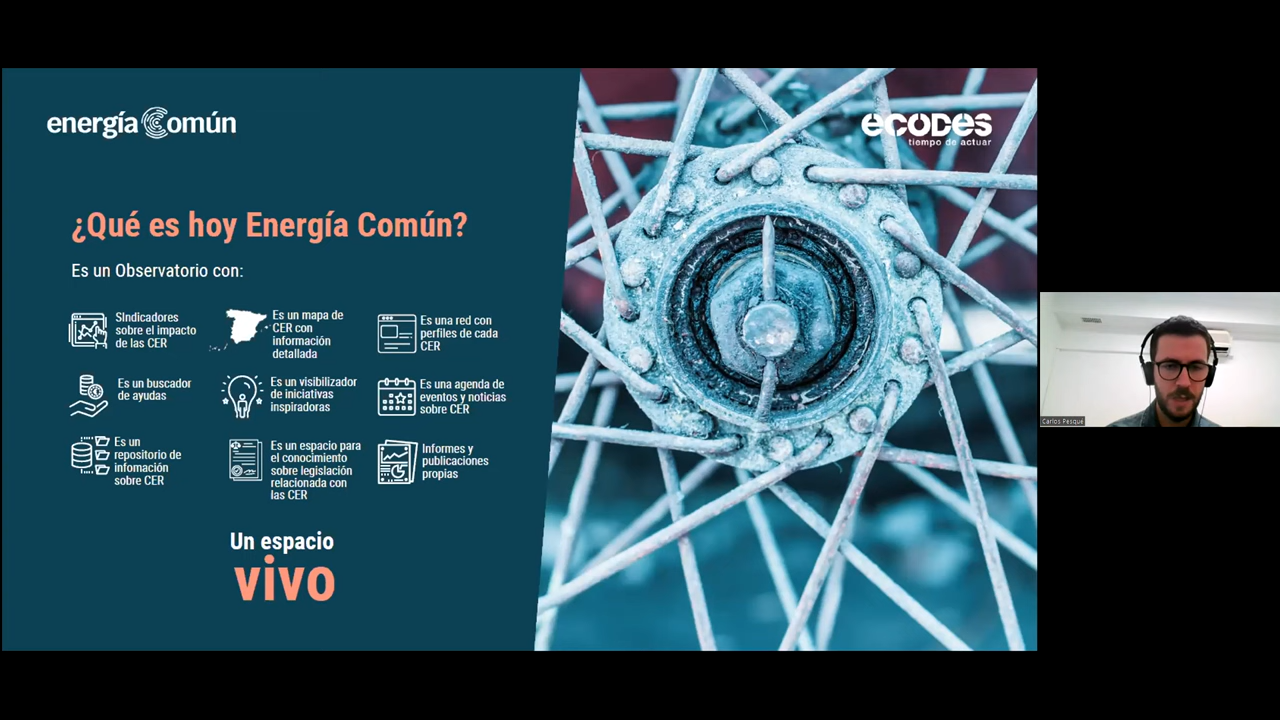 energía Común
ecodes
tiempo de actuar
¿Qué es hoy Energía Común?
Es un Observatorio con:
SIndicadores
sobre el impacto
de las CER
Es un mapa de
CER con
información
detallada
Es una red con
perfiles de cada
CER
Es un buscador
de ayudas
Es un visibilizador
de iniciativas
inspiradoras
Es una agenda de
eventos y noticias
sobre CER
Es un
repositorio de
infomación
sobre CER
Es un espacio para
el conocimiento
sobre legislación
relacionada con
las CER
Informes y
publicaciones
propias
Un espacio
vivo
Carlos Pesqué